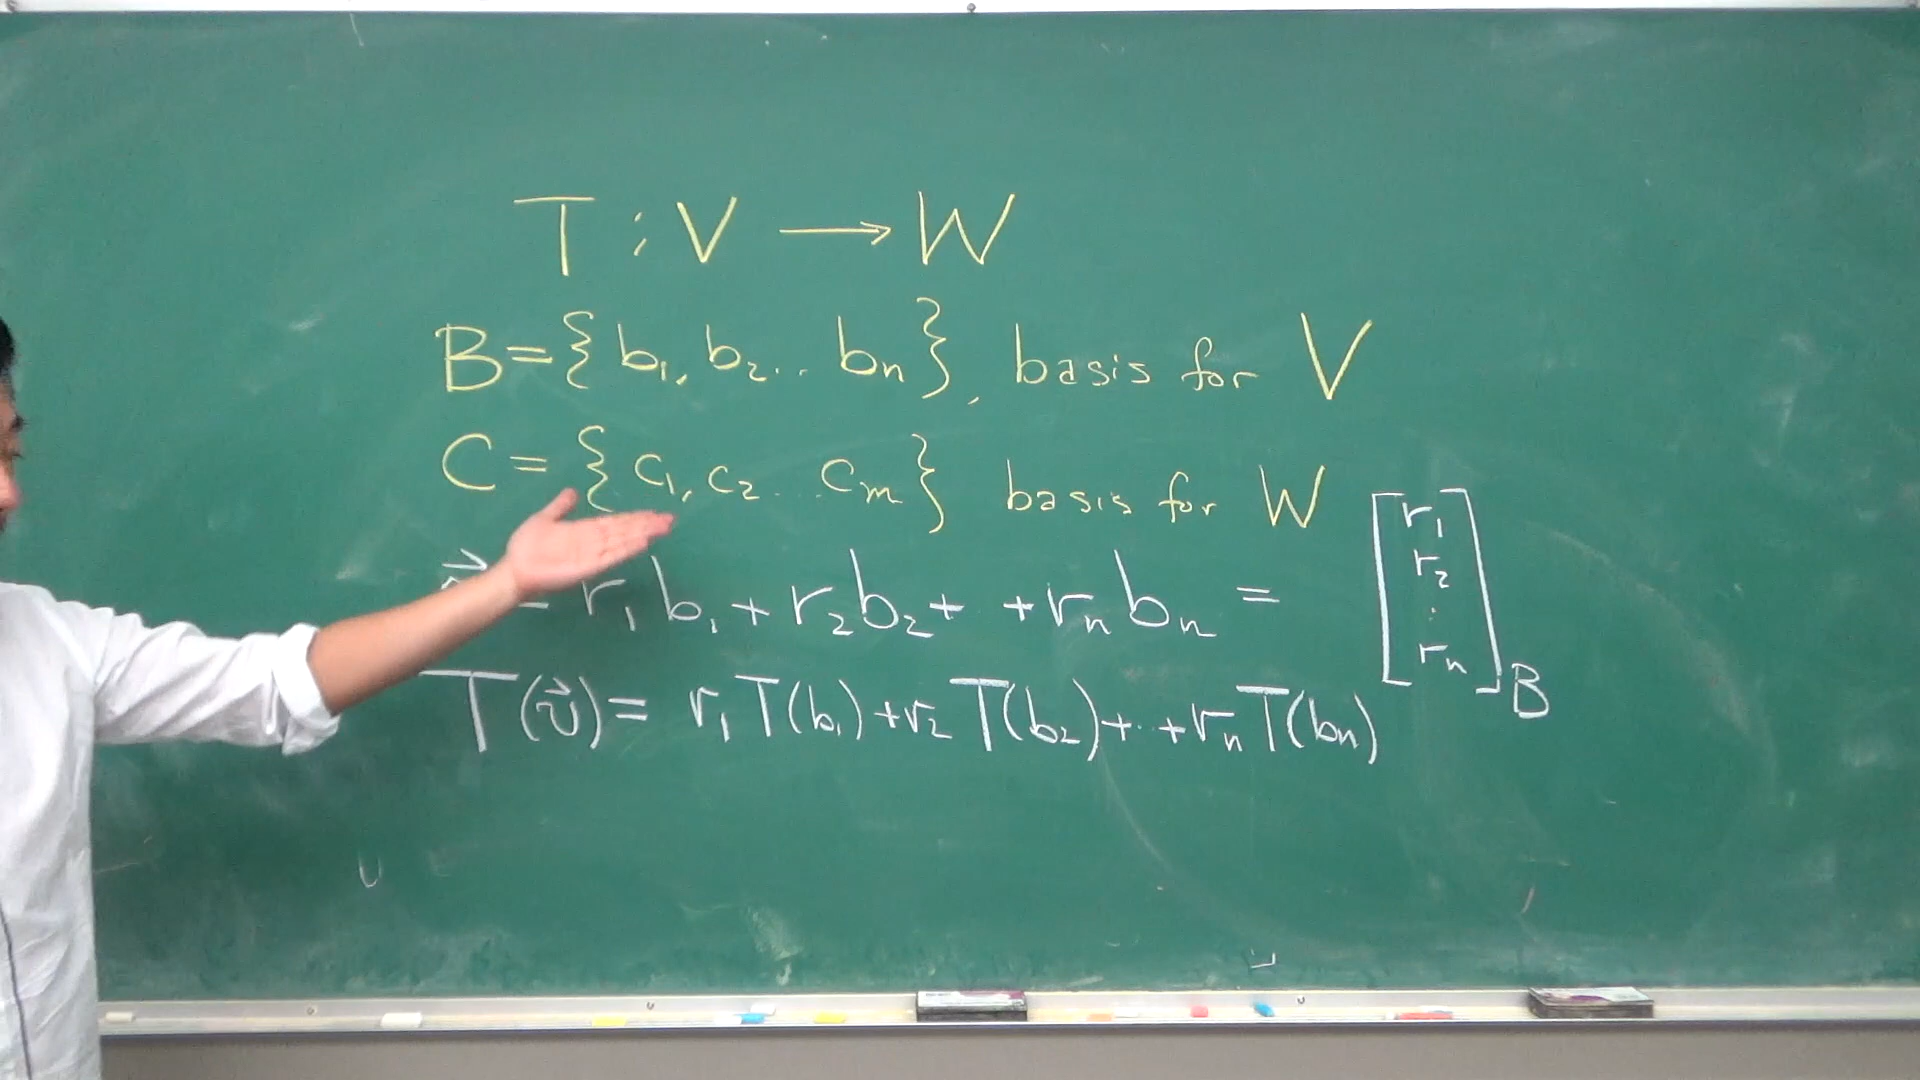 T : V → W
B = { b₁, b₂ .. bₙ }, basis for V
C = { c₁, c₂ ... cₘ } basis for W
= r₁b₁ + r₂b₂ + + rₙbₙ = [ r₁ r₂ : rₙ ]B
T(v⃗) = r₁T(b₁) + r₂T(b₂) + .. + rₙT(bₙ)